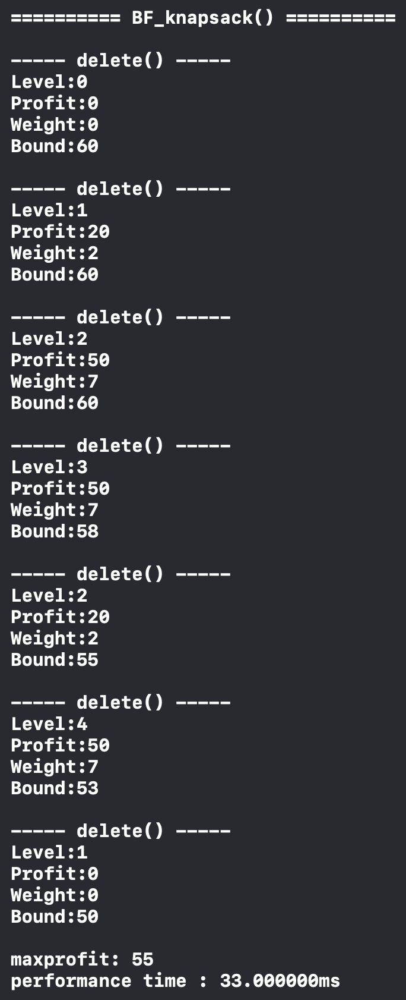 ========== BF_knapsack() ==========
----- delete() -----
Level:0
Profit:0
Weight:0
Bound:60
----- delete() -----
Level:1
Profit:20
Weight:2
Bound:60
----- delete() -----
Level:2
Profit:50
Weight:7
Bound:60
----- delete() -----
Level:3
Profit:50
Weight:7
Bound:58
----- delete() -----
Level:2
Profit:20
Weight:2
Bound:55
----- delete() -----
Level:4
Profit:50
Weight:7
Bound:53
----- delete() -----
Level:1
Profit:0
Weight:0
Bound:50
maxprofit: 55
performance time : 33.000000ms